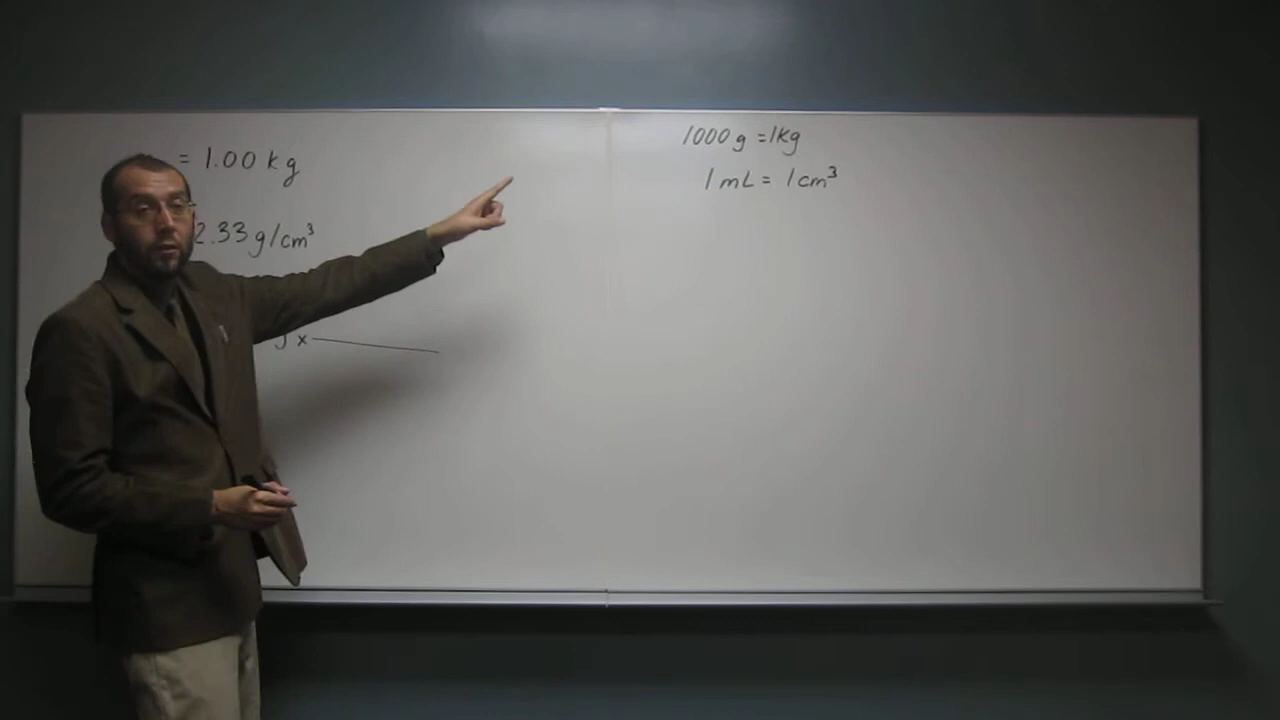 = 1.00 kg
2.33 g/cm³
g x
1000 g = 1kg
1 mL = 1 cm³